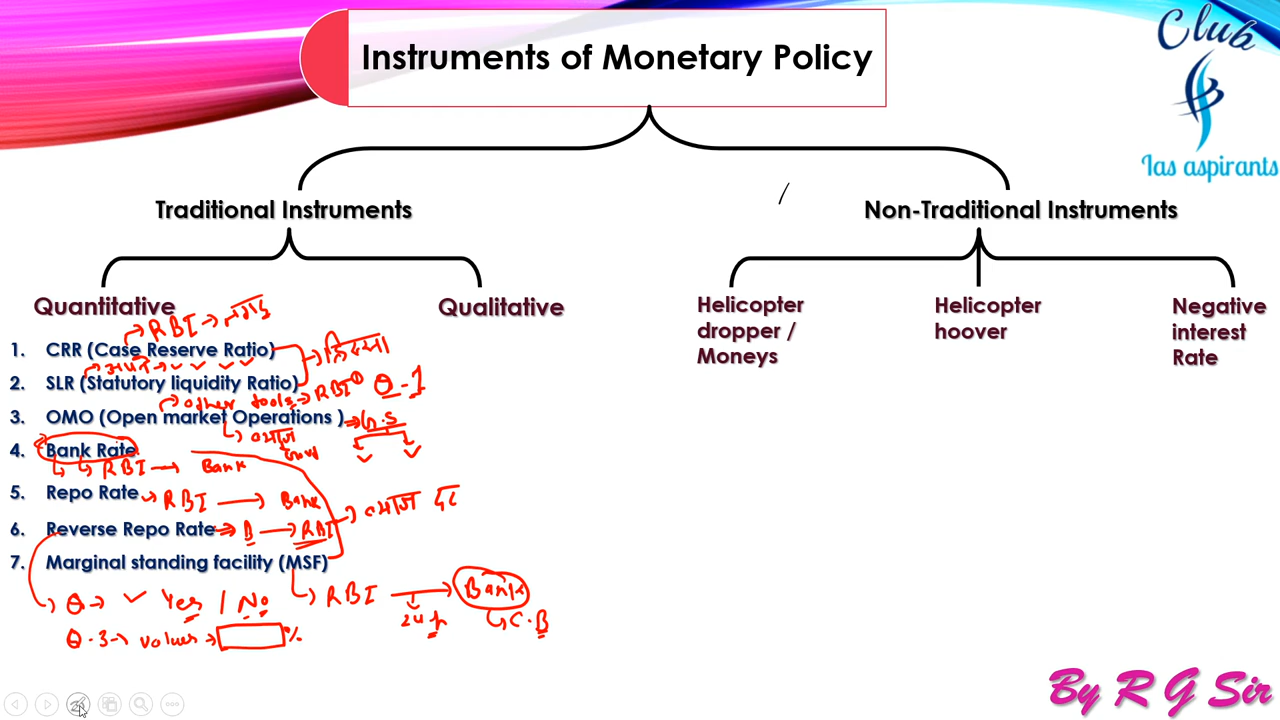 Instruments of Monetary Policy
Club
Ias aspirants
Traditional Instruments
Non-Traditional Instruments
Quantitative
Qualitative
RBI → नगद
1. CRR (Case Reserve Ratio)
2. SLR (Statutory liquidity Ratio)
other tools → RBI Q-1
3. OMO (Open market Operations ) → G.S
ब्याज
4. Bank Rate
RBI → Bank
5. Repo Rate → RBI → Bank
ब्याज दर
6. Reverse Repo Rate → B → RBI
7. Marginal standing facility (MSF)
RBI → Bank
24 h
C.B
Q → ✓ Yes / No
Q.3 → values → %
Helicopter
dropper /
Moneys
Helicopter
hoover
Negative
interest
Rate
By R G Sir